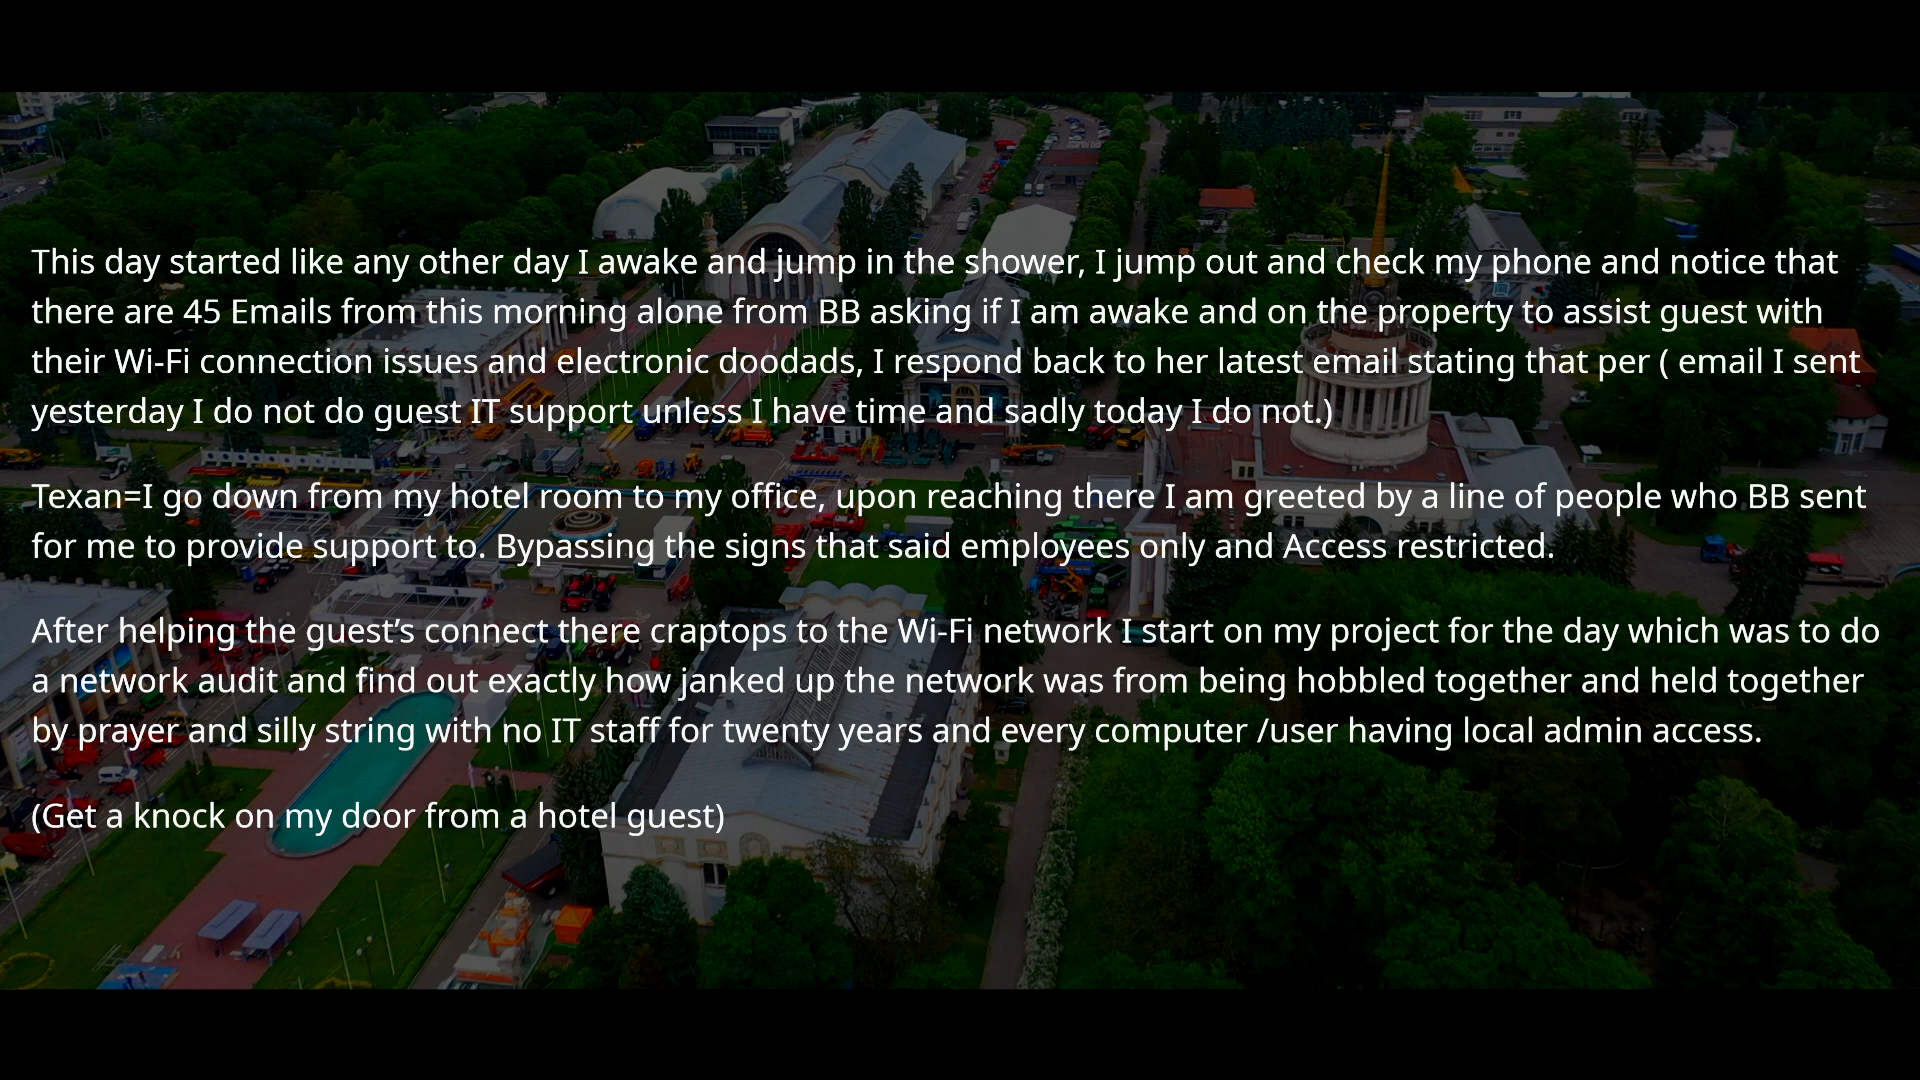 This day started like any other day I awake and jump in the shower, I jump out and check my phone and notice that
there are 45 Emails from this morning alone from BB asking if I am awake and on the property to assist guest with
their Wi-Fi connection issues and electronic doodads, I respond back to her latest email stating that per ( email I sent
yesterday I do not do guest IT support unless I have time and sadly today I do not.)
Texan=I go down from my hotel room to my office, upon reaching there I am greeted by a line of people who BB sent
for me to provide support to. Bypassing the signs that said employees only and Access restricted.
After helping the guest’s connect there craptops to the Wi-Fi network I start on my project for the day which was to do
a network audit and find out exactly how janked up the network was from being hobbled together and held together
by prayer and silly string with no IT staff for twenty years and every computer /user having local admin access.
(Get a knock on my door from a hotel guest)